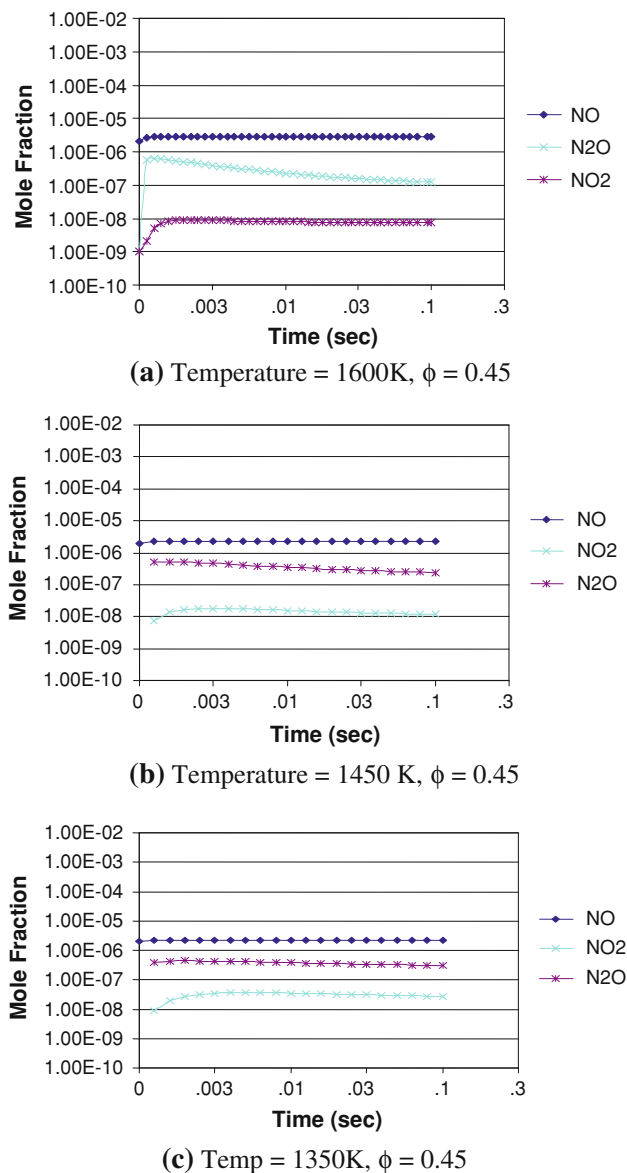 1.00E-02
1.00E-03
1.00E-04
1.00E-05
1.00E-06
1.00E-07
1.00E-08
1.00E-09
1.00E-10
Mole Fraction
0 .003 .01 .03 .1 .3
Time (sec)
NO
N2O
NO2
(a) Temperature = 1600K, ϕ = 0.45
1.00E-02
1.00E-03
1.00E-04
1.00E-05
1.00E-06
1.00E-07
1.00E-08
1.00E-09
1.00E-10
Mole Fraction
0 .003 .01 .03 .1 .3
Time (sec)
NO
NO2
N2O
(b) Temperature = 1450 K, ϕ = 0.45
1.00E-02
1.00E-03
1.00E-04
1.00E-05
1.00E-06
1.00E-07
1.00E-08
1.00E-09
1.00E-10
Mole Fraction
0 .003 .01 .03 .1 .3
Time (sec)
NO
NO2
N2O
(c) Temp = 1350K, ϕ = 0.45